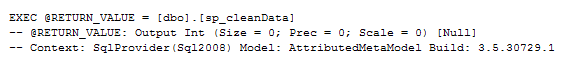 EXEC @RETURN_VALUE = [dbo].[sp_cleanData]
-- @RETURN_VALUE: Output Int (Size = 0; Prec = 0; Scale = 0) [Null]
-- Context: SqlProvider(Sql2008) Model: AttributedMetaModel Build: 3.5.30729.1